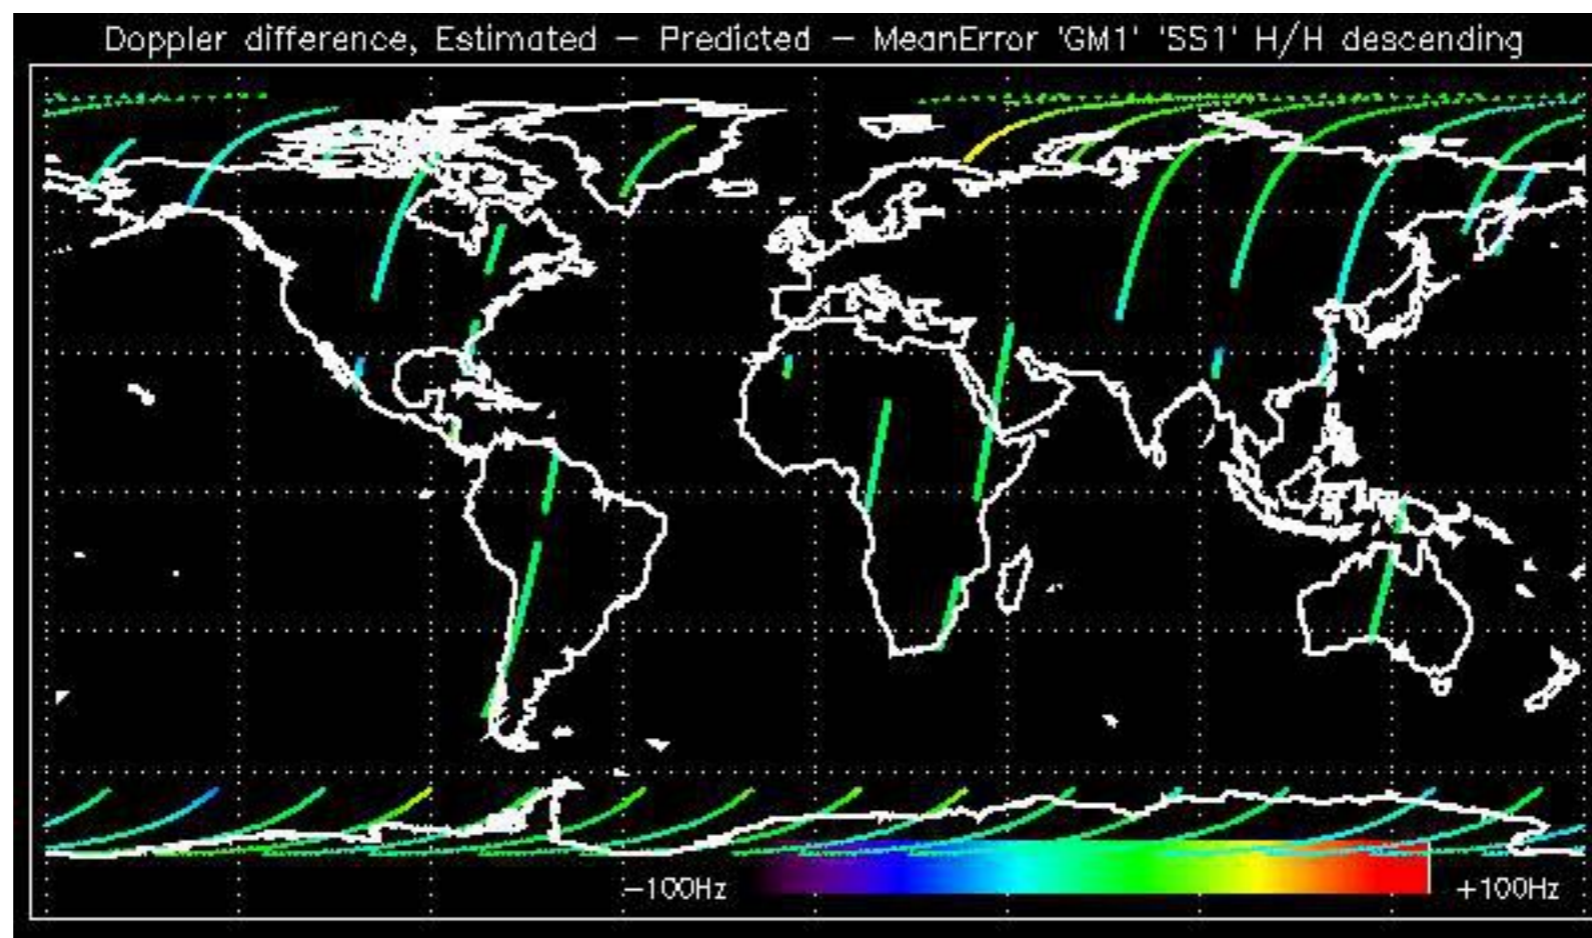 Doppler difference, Estimated – Predicted – MeanError 'GM1' 'SS1' H/H descending
–100Hz
+100Hz